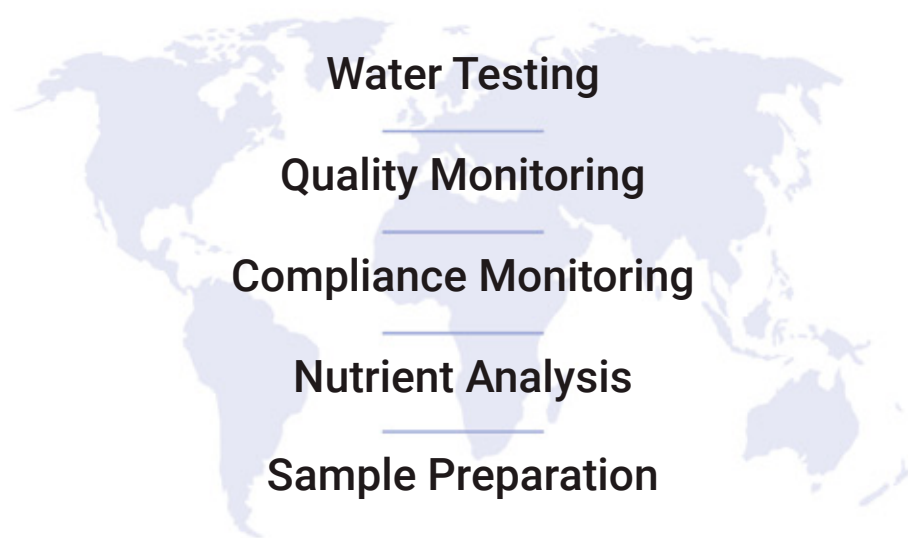 Water Testing
Quality Monitoring
Compliance Monitoring
Nutrient Analysis
Sample Preparation